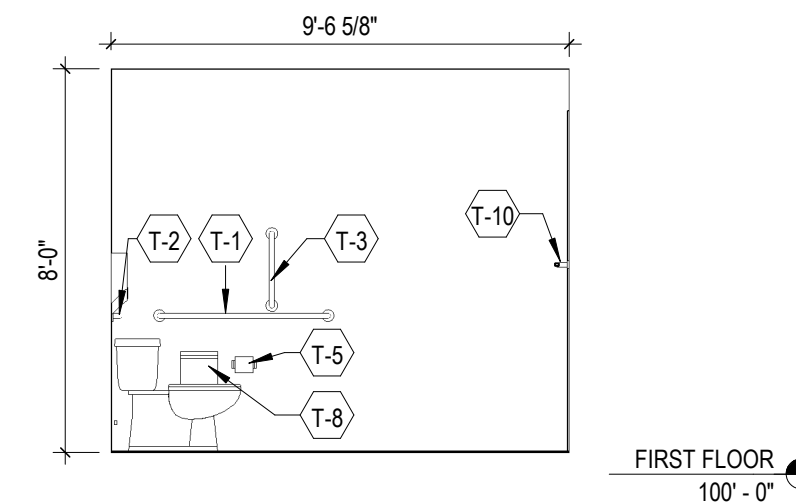 9'-6 5/8"
8'-0"
T-2
T-1
T-3
T-10
T-5
T-8
FIRST FLOOR
100' - 0"